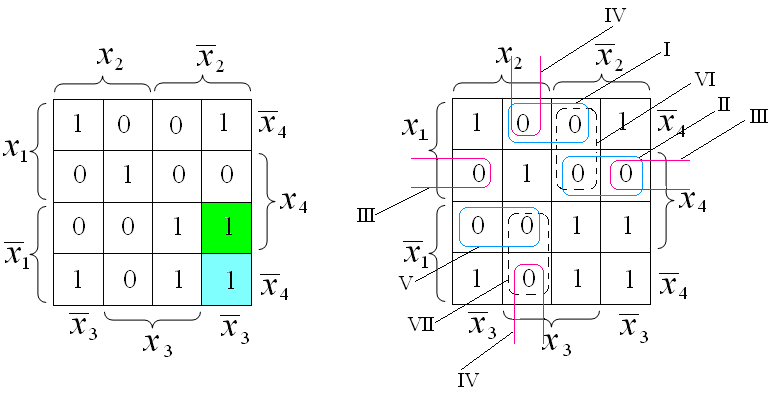 x₂ x̅₂
x₁ 1 0 0 1 x̅₄
0 1 0 0 x₄
x̅₁ 0 0 1 1
1 0 1 1 x̅₄
x̅₃ x₃ x̅₃
IV
x₂ x̅₂ I
VI
x₁ 1 0 0 1 x̅₄ II
III
0 1 0 0 x₄
III
x̅₁ 0 0 1 1
V
1 0 1 1 x̅₄
VII x̅₃ x₃ x̅₃
IV